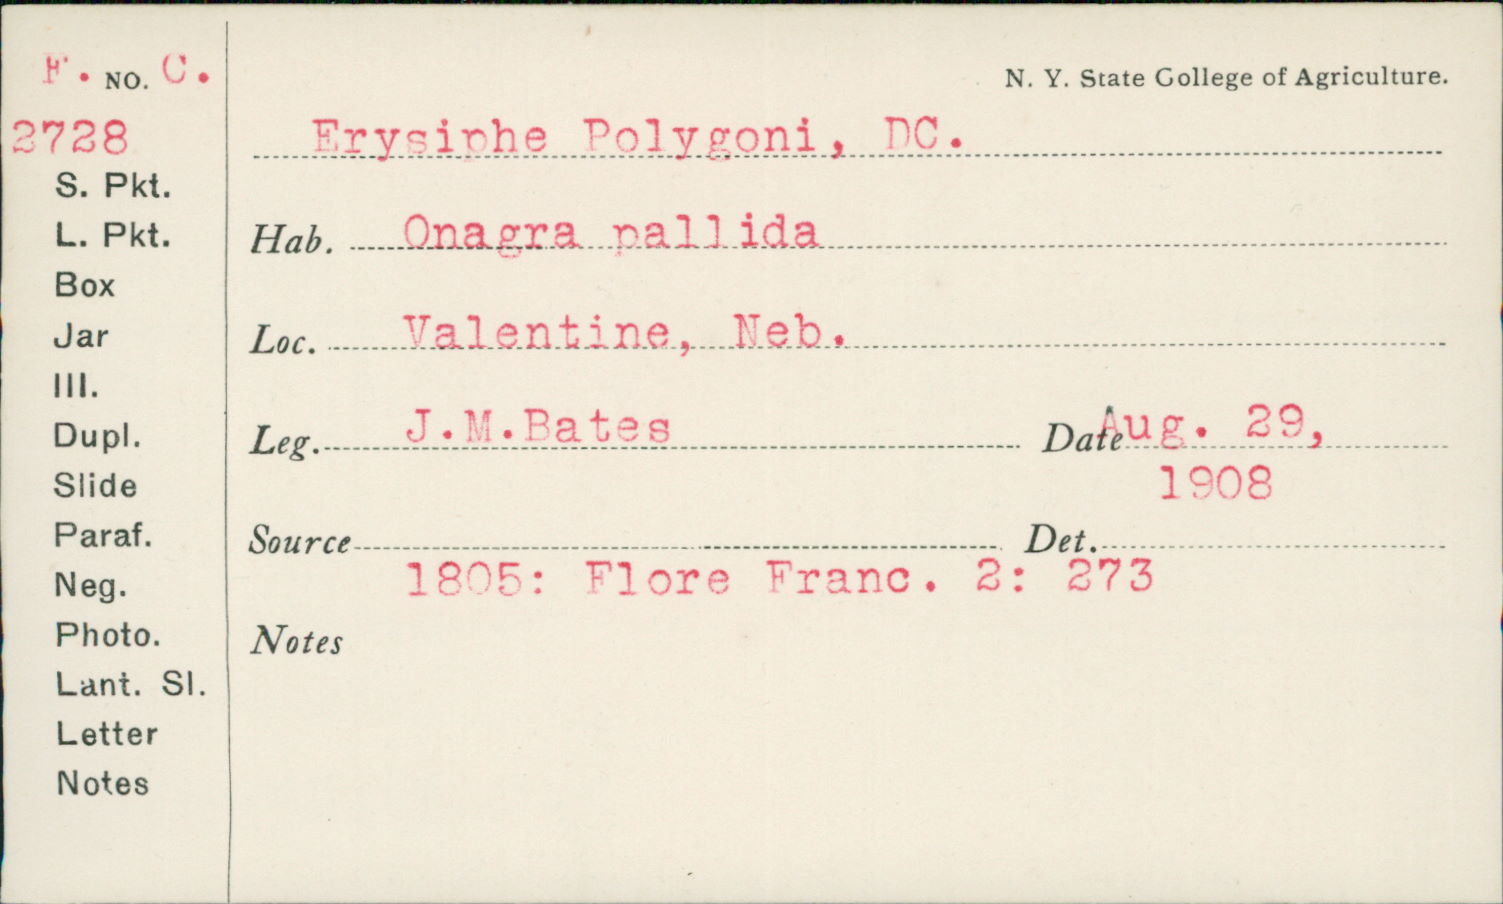 F. NO. C.
2728
S. Pkt.
L. Pkt.
Box
Jar
Ill.
Dupl.
Slide
Paraf.
Neg.
Photo.
Lant. Sl.
Letter
Notes
N. Y. State College of Agriculture.
Erysiphe Polygoni, DC.
Hab. Onagra pallida
Loc. Valentine, Neb.
Leg. J.M.Bates Date Aug. 29,
1908
Source Det.
1805: Flore Franc. 2: 273
Notes